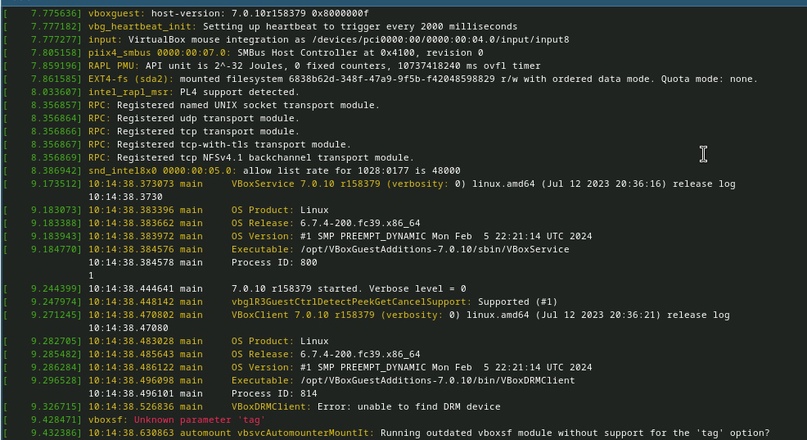 [    7.775636] vboxguest: host-version: 7.0.10r158379 0x8000000f
[    7.777182] vbg_heartbeat_init: Setting up heartbeat to trigger every 2000 milliseconds
[    7.777277] input: VirtualBox mouse integration as /devices/pci0000:00/0000:00:04.0/input/input8
[    7.805158] piix4_smbus 0000:00:07.0: SMBus Host Controller at 0x4100, revision 0
[    7.859196] RAPL PMU: API unit is 2^-32 Joules, 0 fixed counters, 10737418240 ms ovfl timer
[    7.861585] EXT4-fs (sda2): mounted filesystem 6838b62d-348f-47a9-9f5b-f42048598829 r/w with ordered data mode. Quota mode: none.
[    8.033607] intel_rapl_msr: PL4 support detected.
[    8.356857] RPC: Registered named UNIX socket transport module.
[    8.356864] RPC: Registered udp transport module.
[    8.356866] RPC: Registered tcp transport module.
[    8.356867] RPC: Registered tcp-with-tls transport module.
[    8.356869] RPC: Registered tcp NFSv4.1 backchannel transport module.
[    8.386942] snd_intel8x0 0000:00:05.0: allow list rate for 1028:0177 is 48000
[    9.173512] 10:14:38.373073 main     VBoxService 7.0.10 r158379 (verbosity: 0) linux.amd64 (Jul 12 2023 20:36:16) release log
10:14:38.3730
[    9.183073] 10:14:38.383396 main     OS Product: Linux
[    9.183388] 10:14:38.383662 main     OS Release: 6.7.4-200.fc39.x86_64
[    9.183943] 10:14:38.383972 main     OS Version: #1 SMP PREEMPT_DYNAMIC Mon Feb  5 22:21:14 UTC 2024
[    9.184770] 10:14:38.384576 main     Executable: /opt/VBoxGuestAdditions-7.0.10/sbin/VBoxService
10:14:38.384578 main     Process ID: 800
1
[    9.244399] 10:14:38.444641 main     7.0.10 r158379 started. Verbose level = 0
[    9.247974] 10:14:38.448142 main     vbglR3GuestCtrlDetectPeekGetCancelSupport: Supported (#1)
[    9.271245] 10:14:38.470802 main     VBoxClient 7.0.10 r158379 (verbosity: 0) linux.amd64 (Jul 12 2023 20:36:21) release log
10:14:38.47080
[    9.282705] 10:14:38.483028 main     OS Product: Linux
[    9.285482] 10:14:38.485643 main     OS Release: 6.7.4-200.fc39.x86_64
[    9.286284] 10:14:38.486122 main     OS Version: #1 SMP PREEMPT_DYNAMIC Mon Feb  5 22:21:14 UTC 2024
[    9.296528] 10:14:38.496098 main     Executable: /opt/VBoxGuestAdditions-7.0.10/bin/VBoxDRMClient
10:14:38.496101 main     Process ID: 814
[    9.326715] 10:14:38.526836 main     VBoxDRMClient: Error: unable to find DRM device
[    9.428471] vboxsf: Unknown parameter 'tag'
[    9.432386] 10:14:38.630863 automount vbsvcAutomounterMountIt: Running outdated vboxsf module without support for the 'tag' option?